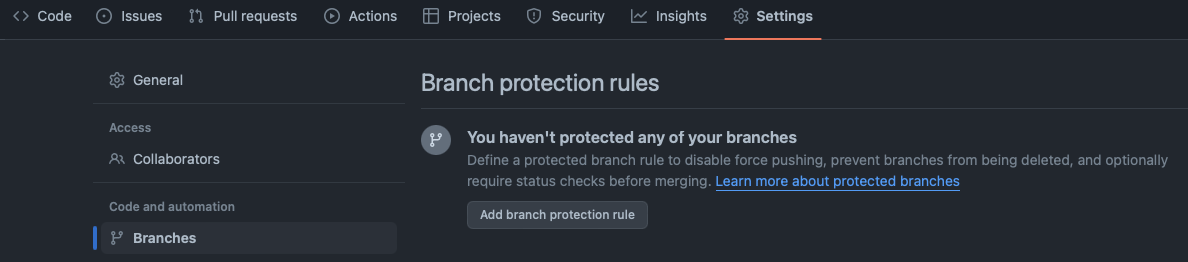 Code Issues Pull requests Actions Projects Security Insights Settings
General
Access
Collaborators
Code and automation
Branches
Branch protection rules
You haven't protected any of your branches
Define a protected branch rule to disable force pushing, prevent branches from being deleted, and optionally
require status checks before merging. Learn more about protected branches
Add branch protection rule